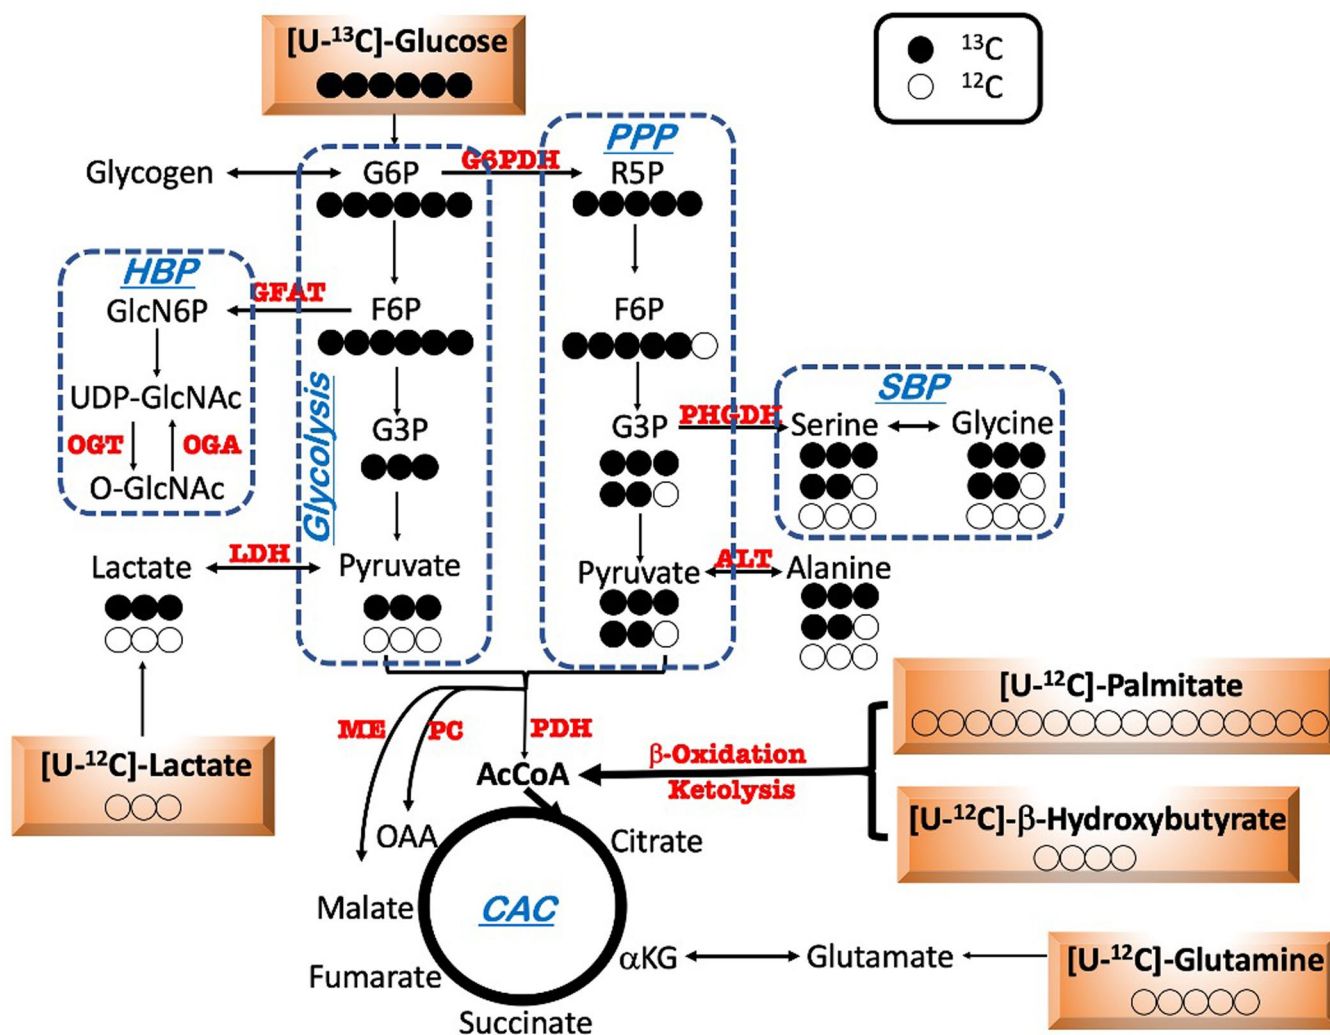 [U-¹³C]-Glucose
¹³C
¹²C
PPP
G6PDH
Glycogen
G6P
R5P
HBP
GFAT
GlcN6P
F6P
F6P
SBP
UDP-GlcNAc
Glycolysis
G3P
G3P
PHGDH
Serine
Glycine
OGT
OGA
O-GlcNAc
LDH
Lactate
Pyruvate
Pyruvate
ALT
Alanine
[U-¹²C]-Palmitate
ME
PC
PDH
β-Oxidation
[U-¹²C]-Lactate
AcCoA
Ketolysis
[U-¹²C]-β-Hydroxybutyrate
OAA
Citrate
Malate
CAC
αKG
Glutamate
[U-¹²C]-Glutamine
Fumarate
Succinate